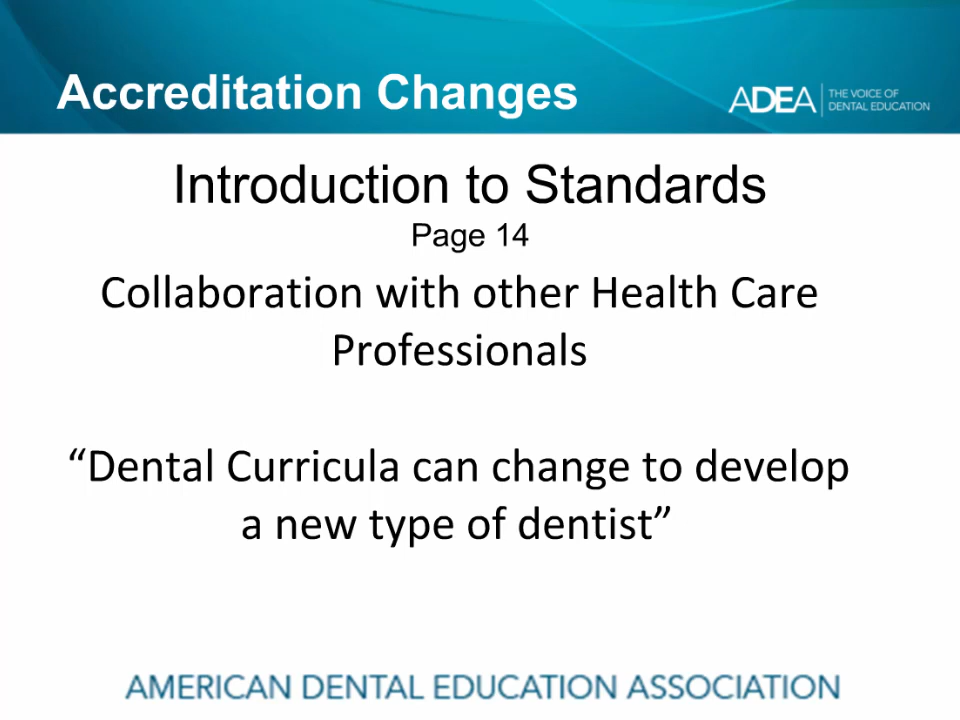 Accreditation Changes
ADEA THE VOICE OF
DENTAL EDUCATION
Introduction to Standards
Page 14
Collaboration with other Health Care
Professionals
“Dental Curricula can change to develop
a new type of dentist”
AMERICAN DENTAL EDUCATION ASSOCIATION